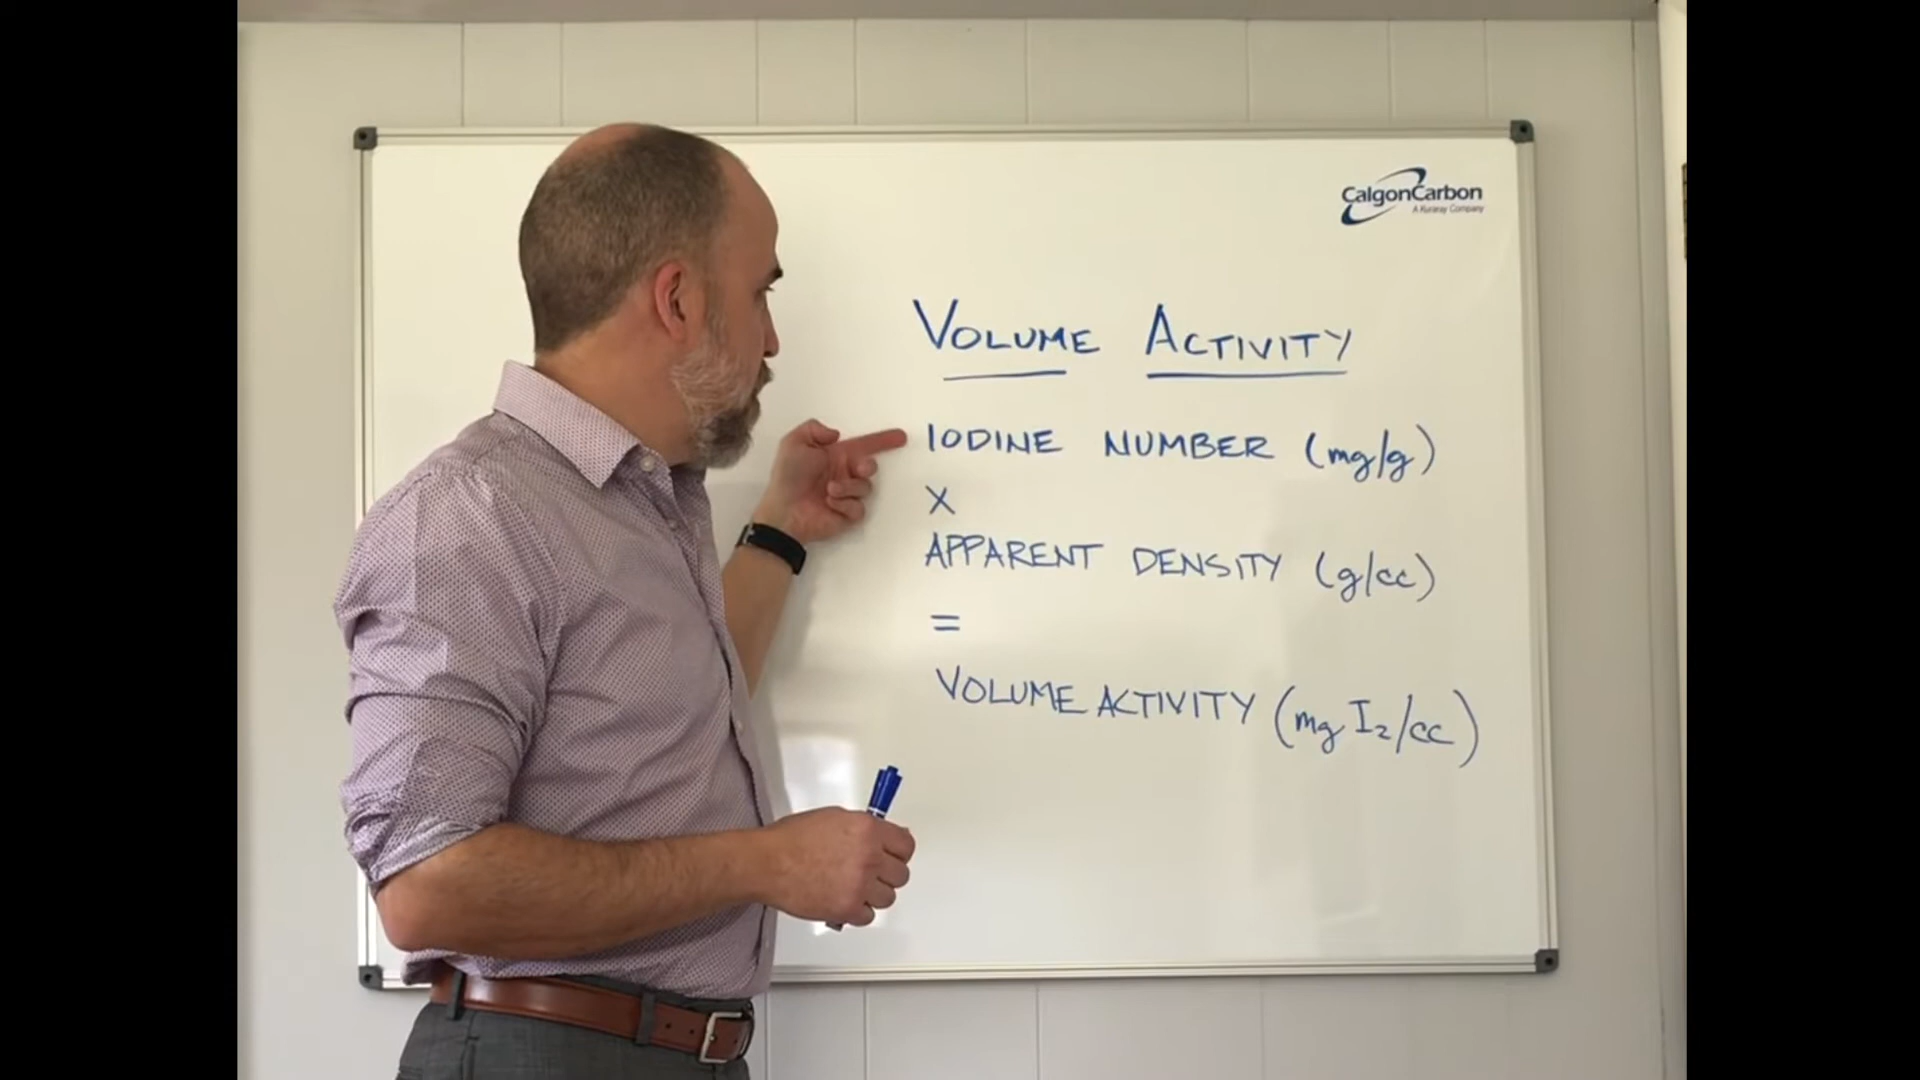 CalgonCarbon
A Kuraray Company
VOLUME ACTIVITY
IODINE NUMBER (mg/g)
X
APPARENT DENSITY (g/cc)
=
VOLUME ACTIVITY (mg I₂/cc)